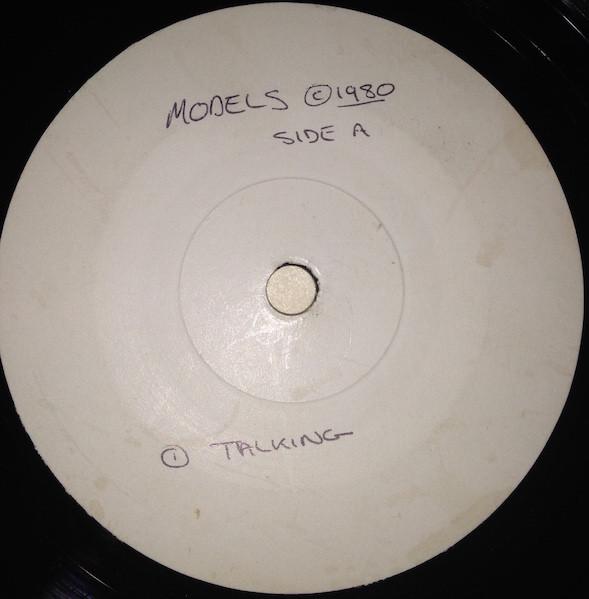 MODELS ©1980
SIDE A
① TALKING